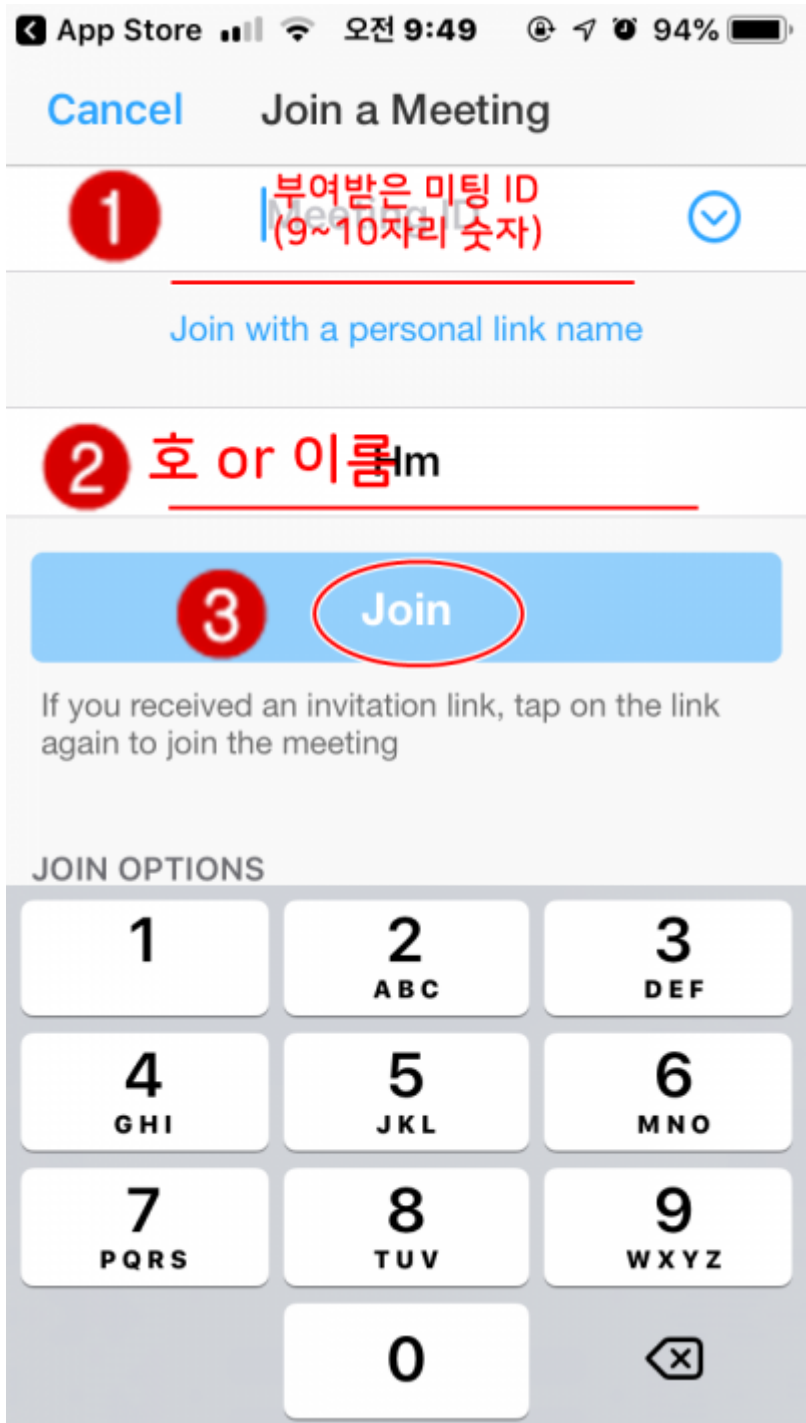 App Store 오전 9:49 94%
Cancel Join a Meeting
1 부여받은 미팅 ID
Meeting ID
(9~10자리 숫자)
Join with a personal link name
2 호 or 이름 Hm
3 Join
If you received an invitation link, tap on the link
again to join the meeting
JOIN OPTIONS
1 2 3
ABC DEF
4 5 6
GHI JKL MNO
7 8 9
PQRS TUV WXYZ
0